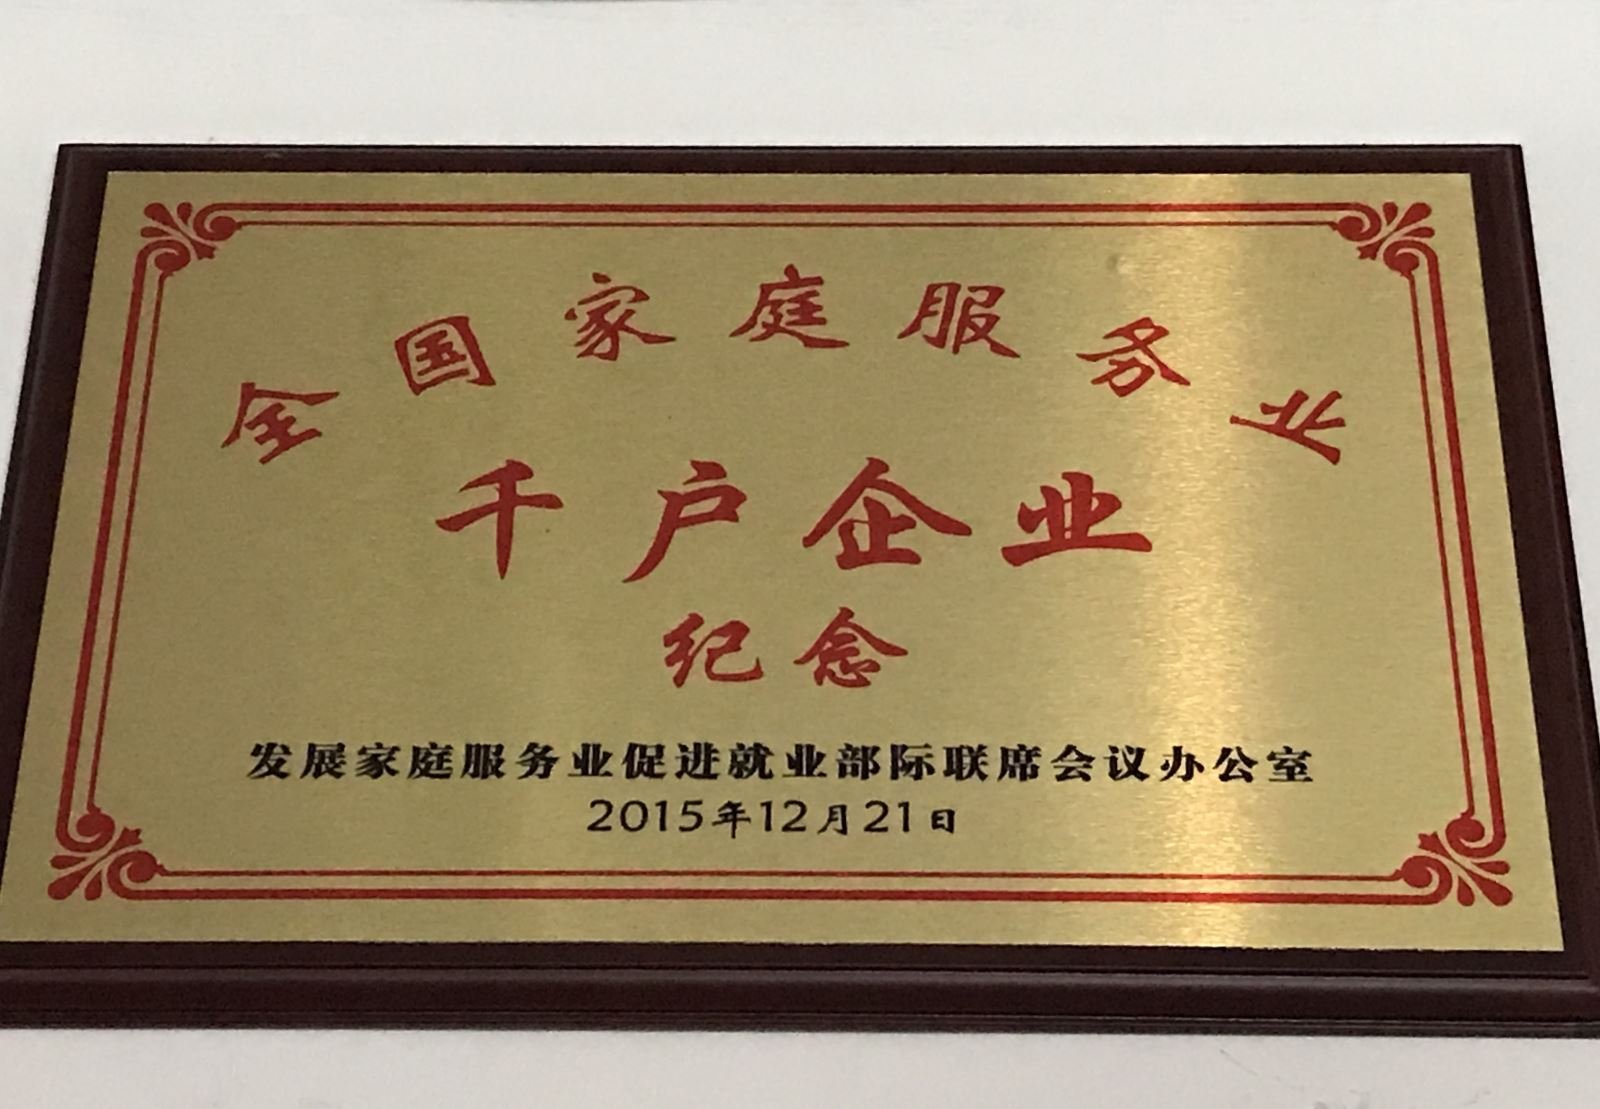 全国家庭服务业
千户企业
纪念
发展家庭服务业促进就业部际联席会议办公室
2015年12月21日